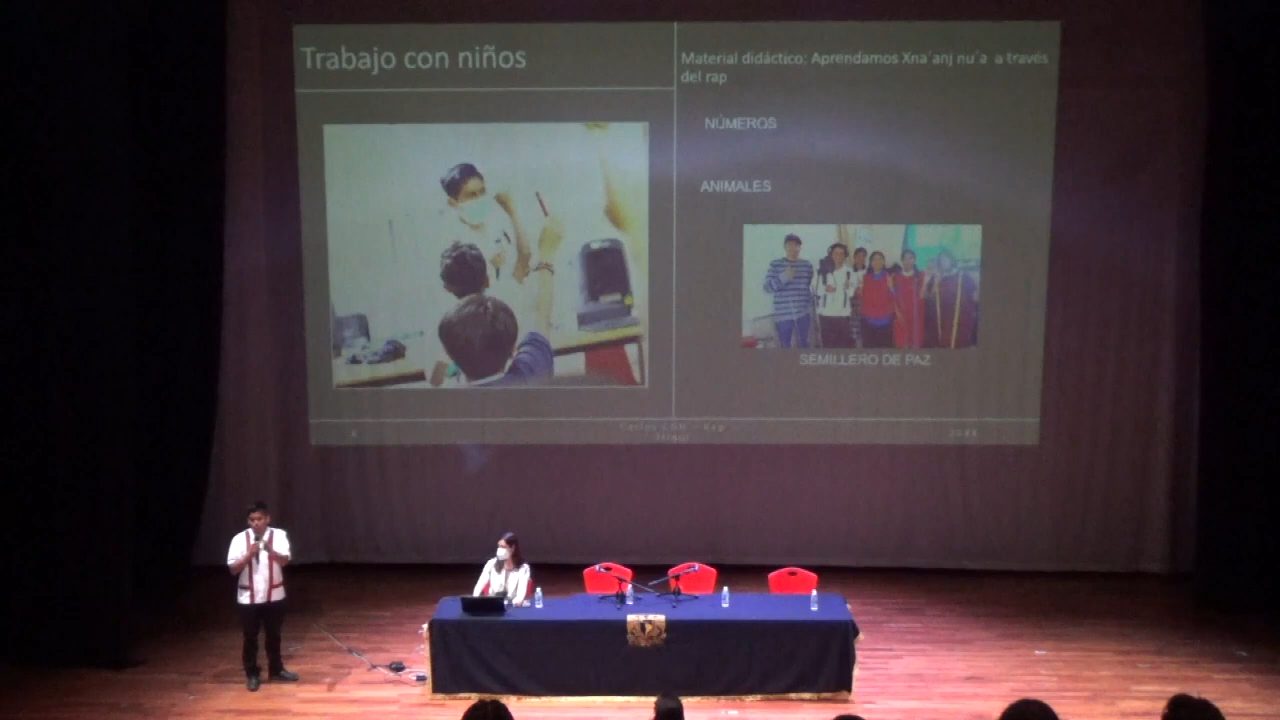 Trabajo con niños
Material didáctico: Aprendamos Xna´anj nu´a a través
del rap
NÚMEROS
ANIMALES
SEMILLERO DE PAZ